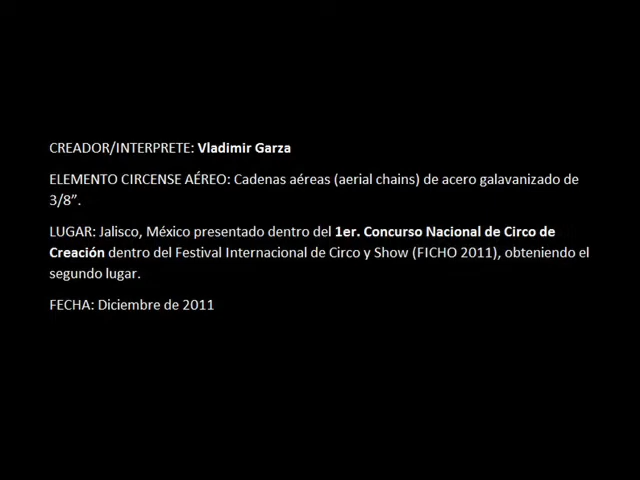 CREADOR/INTERPRETE: Vladimir Garza
ELEMENTO CIRCENSE AÉREO: Cadenas aéreas (aerial chains) de acero galavanizado de
3/8”.
LUGAR: Jalisco, México presentado dentro del 1er. Concurso Nacional de Circo de
Creación dentro del Festival Internacional de Circo y Show (FICHO 2011), obteniendo el
segundo lugar.
FECHA: Diciembre de 2011